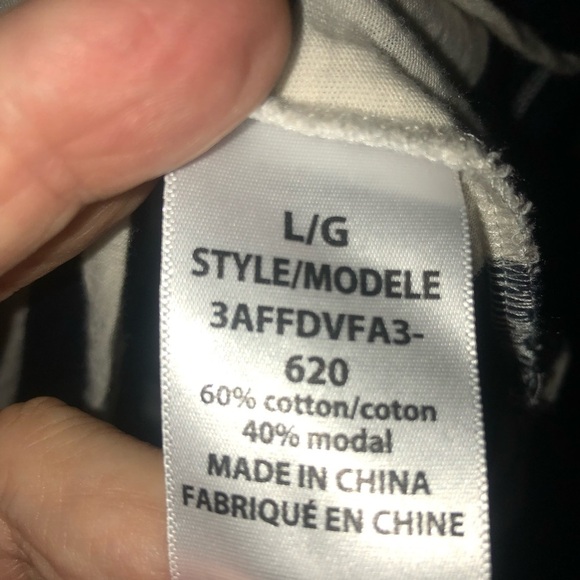 L/G
STYLE/MODELE
3AFFDVFA3-
620
60% cotton/coton
40% modal
MADE IN CHINA
FABRIQUÉ EN CHINE